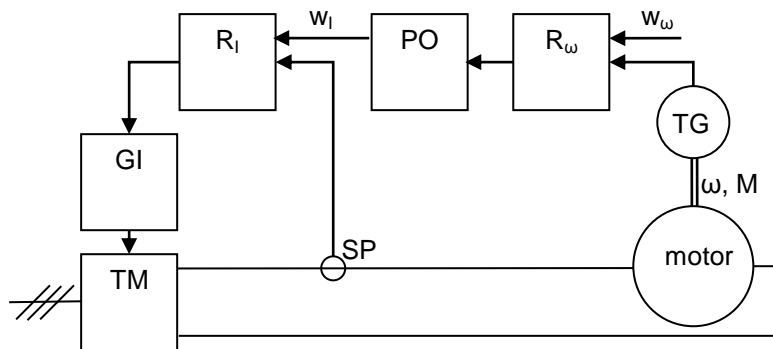 w_I
w_ω
R_I
PO
R_ω
TG
GI
ω, M
SP
motor
TM